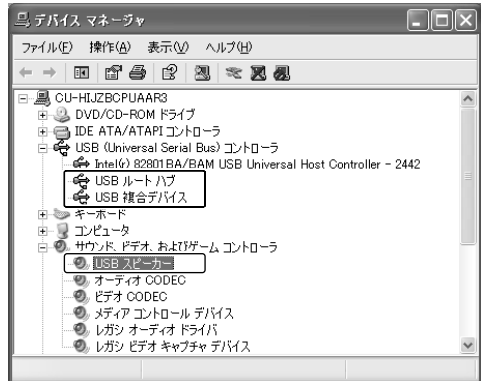 デバイス マネージャ
ファイル(F) 操作(A) 表示(V) ヘルプ(H)
CU-HIJZBCPUAAR3
DVD/CD-ROM ドライブ
IDE ATA/ATAPI コントローラ
USB (Universal Serial Bus) コントローラ
Intel(r) 82801BA/BAM USB Universal Host Controller - 2442
USB ルート ハブ
USB 複合デバイス
キーボード
コンピュータ
サウンド、ビデオ、およびゲーム コントローラ
USB スピーカー
オーディオ CODEC
ビデオ CODEC
メディア コントロール デバイス
レガシ オーディオ ドライバ
レガシ ビデオ キャプチャ デバイス